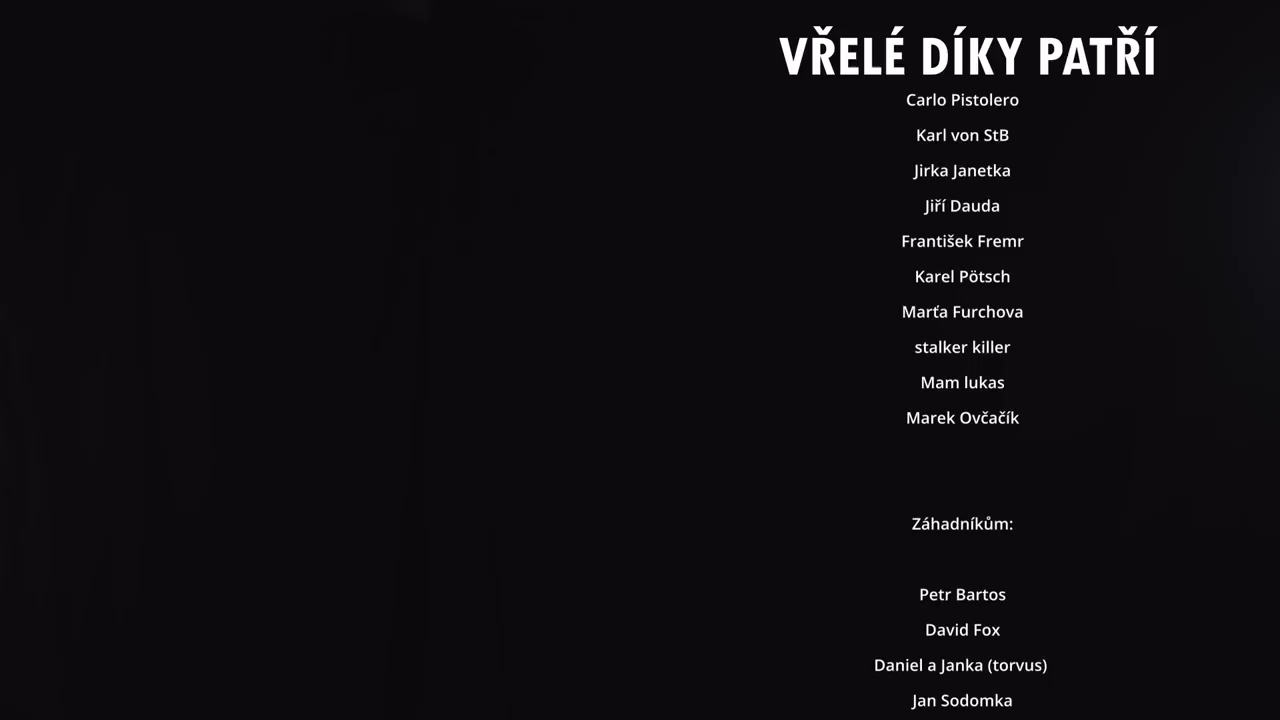 VŘELÉ DÍKY PATŘÍ
Carlo Pistolero
Karl von StB
Jirka Janetka
Jiří Dauda
František Fremr
Karel Pötsch
Marťa Furchova
stalker killer
Mam lukas
Marek Ovčačík
Záhadníkům:
Petr Bartos
David Fox
Daniel a Janka (torvus)
Jan Sodomka